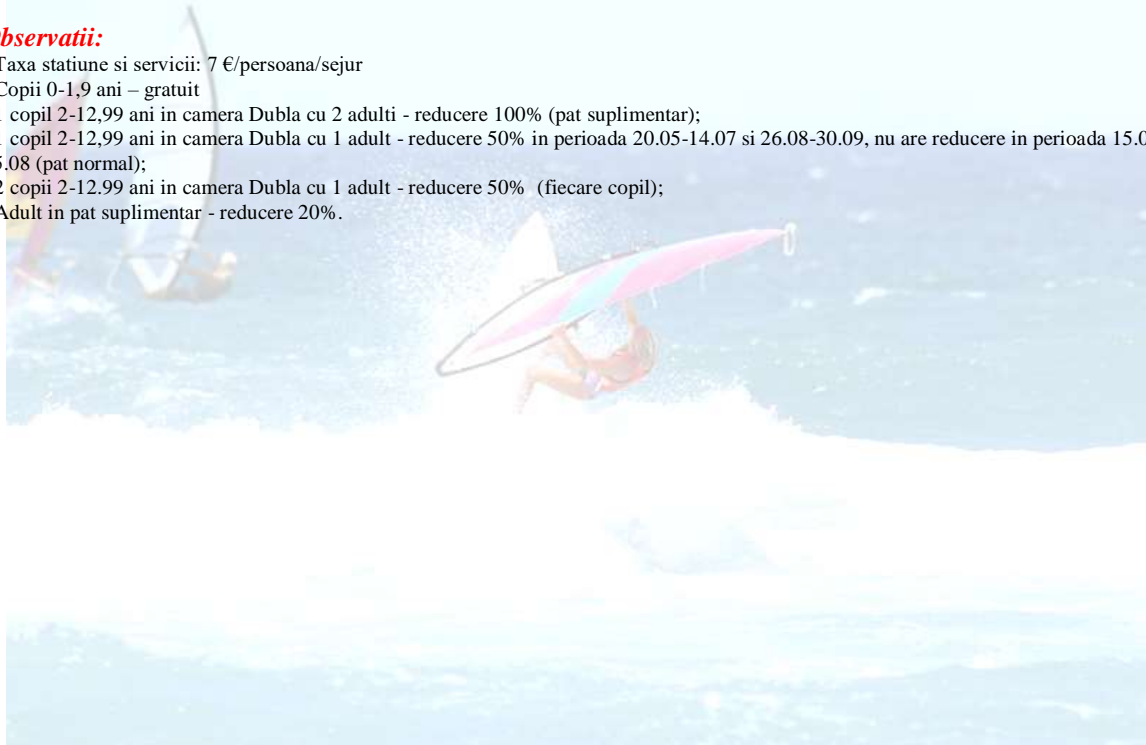 bservatii:
Taxa statiune si servicii: 7 €/persoana/sejur
Copii 0-1,9 ani – gratuit
copil 2-12,99 ani in camera Dubla cu 2 adulti - reducere 100% (pat suplimentar);
copil 2-12,99 ani in camera Dubla cu 1 adult - reducere 50% in perioada 20.05-14.07 si 26.08-30.09, nu are reducere in perioada 15.0
5.08 (pat normal);
2 copii 2-12.99 ani in camera Dubla cu 1 adult - reducere 50% (fiecare copil);
Adult in pat suplimentar - reducere 20%.